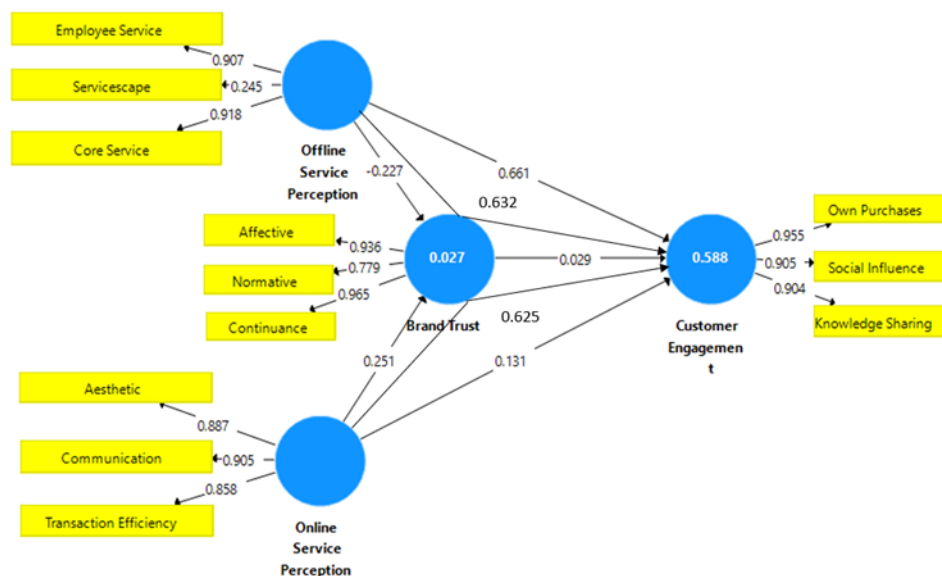 Employee Service
0.907
Servicescape
0.245
0.918
Core Service
Offline
Service
Perception
-0.227
0.661
0.632
Affective
0.936
Normative
0.779
0.965
Continuance
0.027
Brand Trust
0.029
0.588
Customer
Engagemen
t
Own Purchases
0.955
0.905
Social Influence
0.904
Knowledge Sharing
0.625
0.251
0.131
Aesthetic
0.887
Communication
0.905
0.858
Transaction Efficiency
Online
Service
Perception